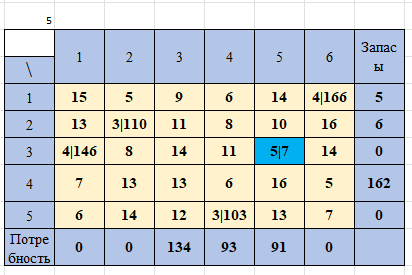 5
1 2 3 4 5 6 Запас
ы
\
1 15 5 9 6 14 4|166 5
2 13 3|110 11 8 10 16 6
3 4|146 8 14 11 5|7 14 0
4 7 13 13 6 16 5 162
5 6 14 12 3|103 13 7 0
Потре
бность 0 0 134 93 91 0